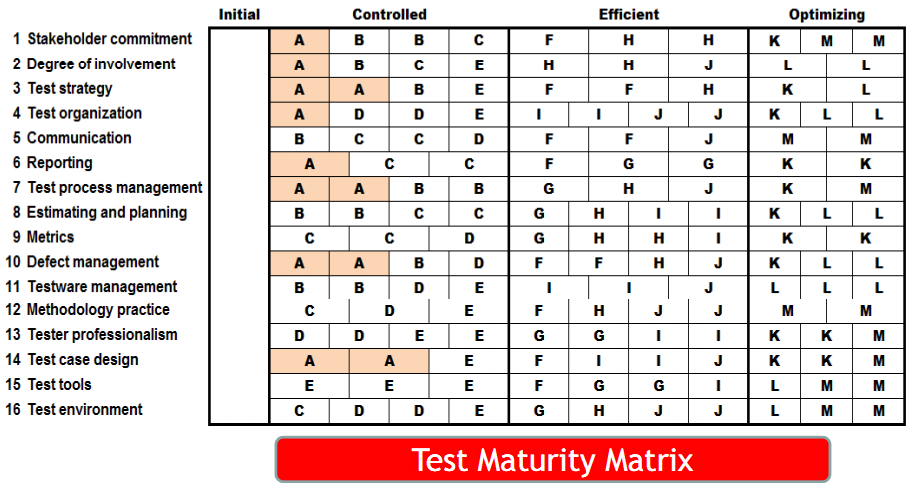 Initial Controlled Efficient Optimizing
1 Stakeholder commitment A B B C F H H K M M
2 Degree of involvement A B C E H H J L L
3 Test strategy A A B E F F H K L
4 Test organization A D D E I I J J K L L
5 Communication B C C D F F J M M
6 Reporting A C C F G G K K
7 Test process management A A B B G H J K M
8 Estimating and planning B B C C G H I I K L L
9 Metrics C C D G H H I K K
10 Defect management A A B D F F H J K L L
11 Testware management B B D E I I J L L L
12 Methodology practice C D E F H J J M M
13 Tester professionalism D D E E G G I I K K M
14 Test case design A A E F I I J K K M
15 Test tools E E E F G G I L M M
16 Test environment C D D E G H J J L M M
Test Maturity Matrix